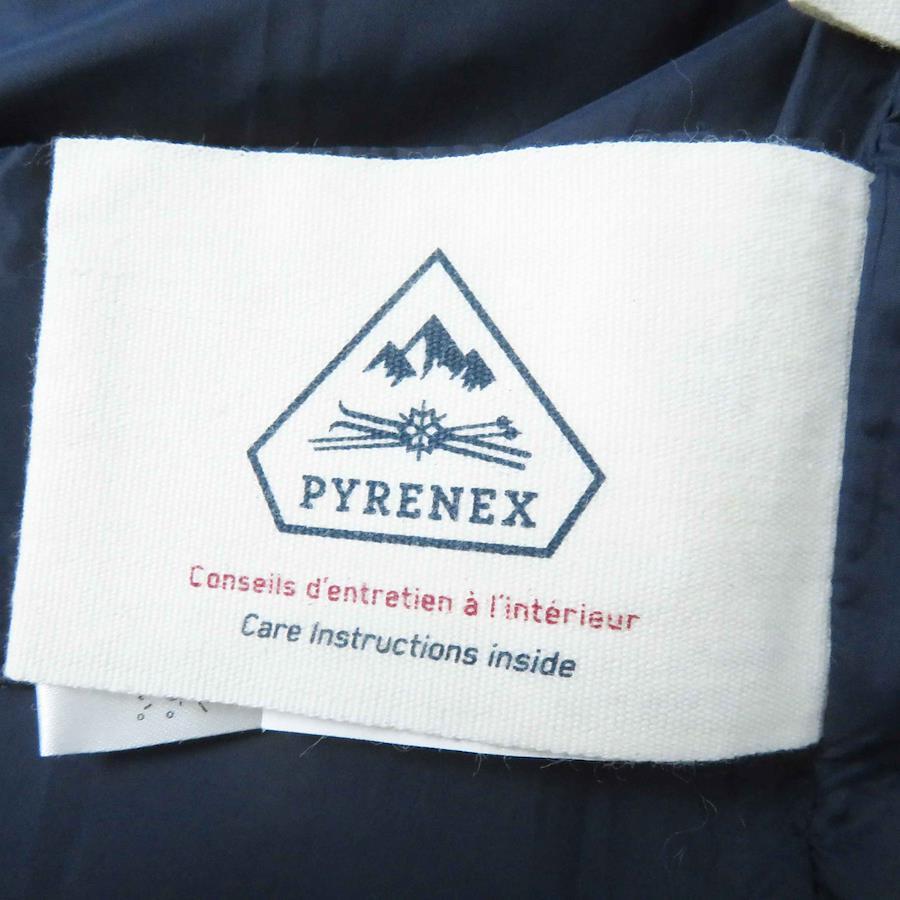 PYRENEX
Conseils d'entretien à l'intérieur
Care Instructions inside